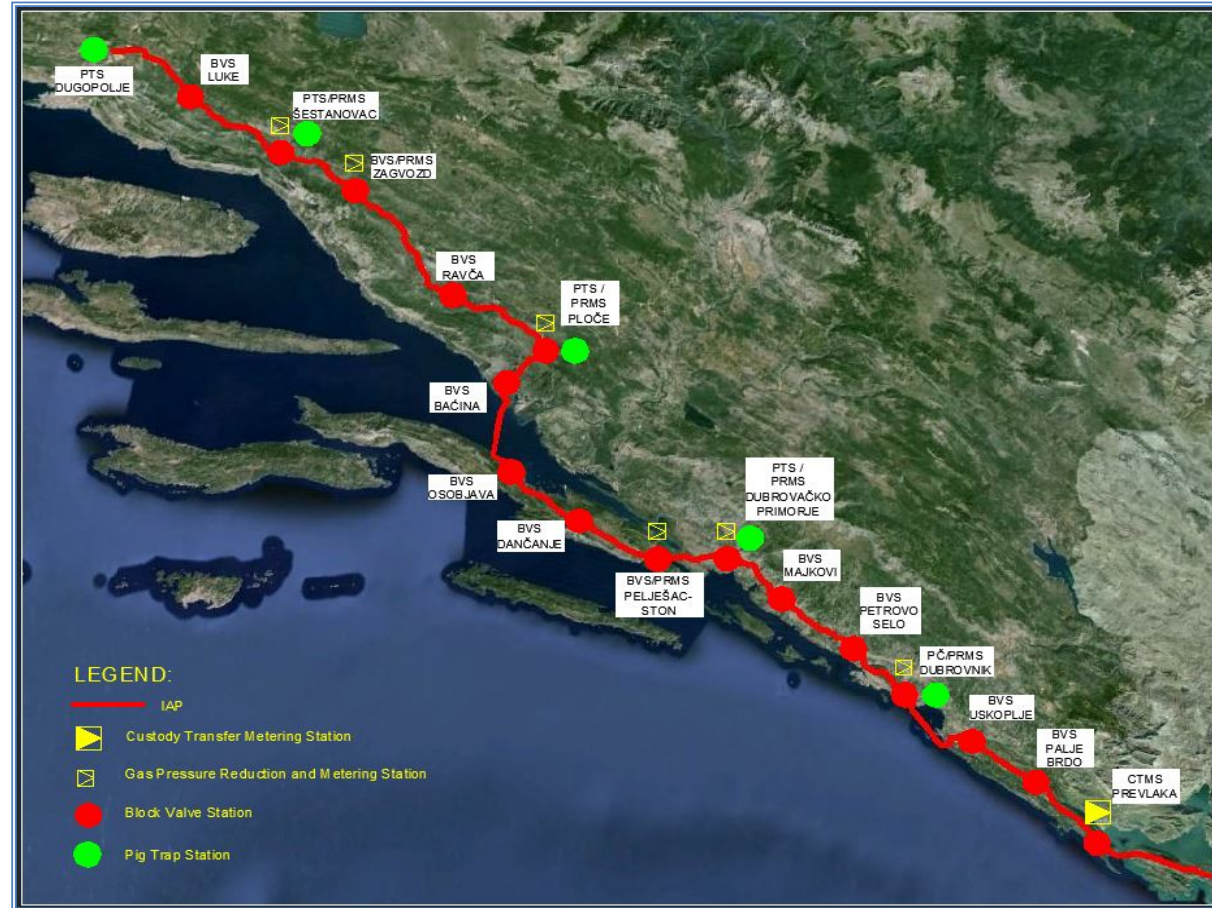 PTS
DUGOPOLJE
BVS
LUKE
PTS/PRMS
ŠESTANOVAC
BVS/PRMS
ZAGVOZD
BVS
RAVČA
PTS /
PRMS
PLOČE
BVS
BAĆINA
BVS
OSOBJAVA
BVS
DANČANJE
BVS/PRMS
PELJEŠAC-
STON
PTS /
PRMS
DUBROVAČKO
PRIMORJE
BVS
MAJKOVI
BVS
PETROVO
SELO
PČ/PRMS
DUBROVNIK
BVS
USKOPLJE
BVS
PALJE
BRDO
CTMS
PREVLAKA
LEGEND:
IAP
Custody Transfer Metering Station
Gas Pressure Reduction and Metering Station
Block Valve Station
Pig Trap Station